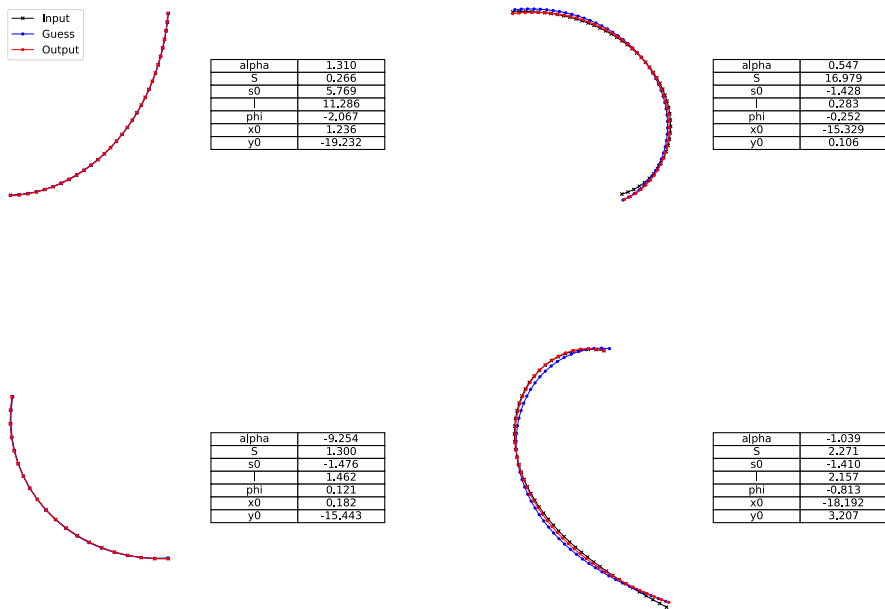 Input
Guess
Output
alpha 1.310
S 0.266
s0 5.769
l 11.286
phi -2.067
x0 1.236
y0 -19.232
alpha 0.547
S 16.979
s0 -1.428
l 0.283
phi -0.252
x0 -15.329
y0 0.106
alpha -9.254
S 1.300
s0 -1.476
l 1.462
phi 0.121
x0 0.182
y0 -15.443
alpha -1.039
S 2.271
s0 -1.410
l 2.157
phi -0.813
x0 -18.192
y0 3.207